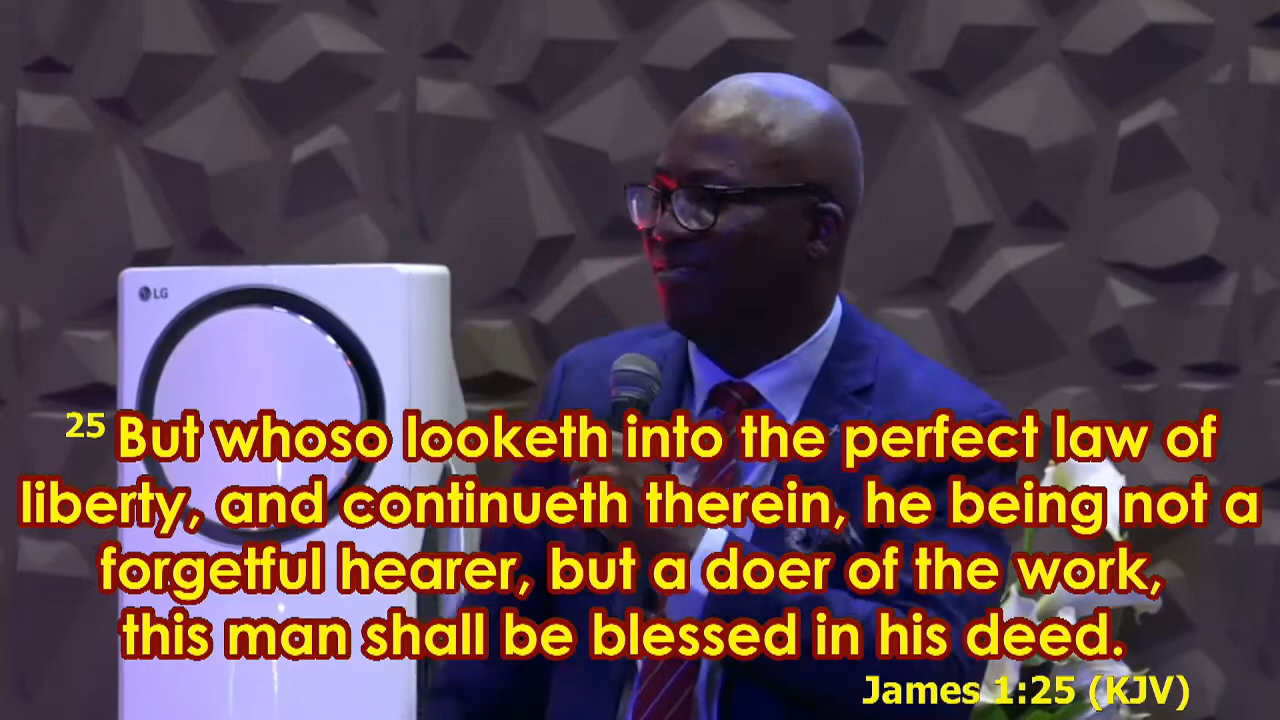 LG
25 But whoso looketh into the perfect law of
liberty, and continueth therein, he being not a
forgetful hearer, but a doer of the work,
this man shall be blessed in his deed.
James 1:25 (KJV)